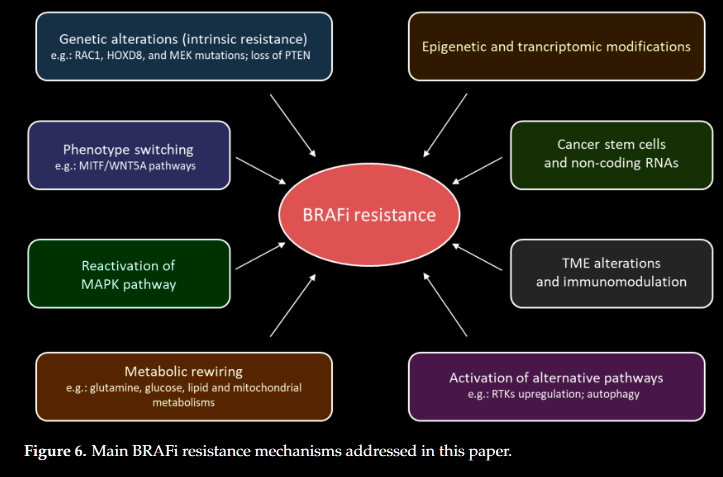 Genetic alterations (intrinsic resistance)
e.g.: RAC1, HOXD8, and MEK mutations; loss of PTEN
Epigenetic and trancriptomic modifications
Phenotype switching
e.g.: MITF/WNT5A pathways
Cancer stem cells
and non-coding RNAs
BRAFi resistance
Reactivation of
MAPK pathway
TME alterations
and immunomodulation
Metabolic rewiring
e.g.: glutamine, glucose, lipid and mitochondrial
metabolisms
Activation of alternative pathways
e.g.: RTKs upregulation; autophagy
Figure 6. Main BRAFi resistance mechanisms addressed in this paper.